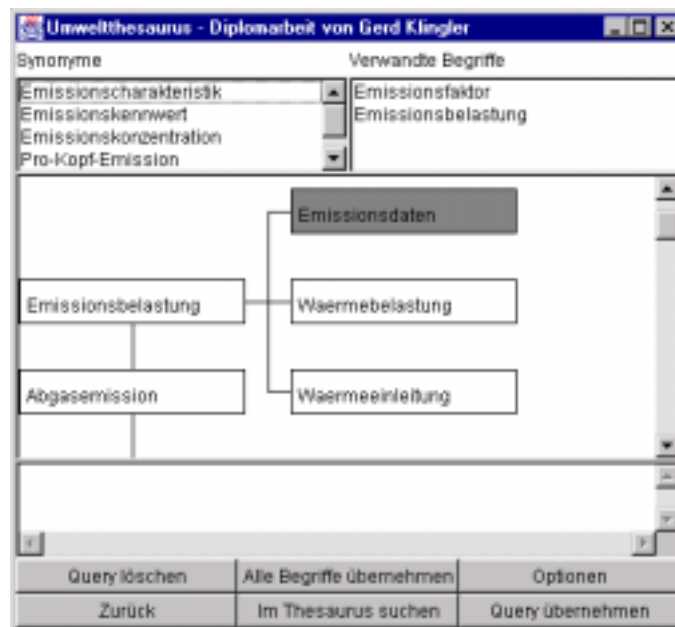 Umweltthesaurus - Diplomarbeit von Gerd Klingler
Synonyme
Verwandte Begriffe
Emissionscharakteristik
Emissionskennwert
Emissionskonzentration
Pro-Kopf-Emission
Emissionsfaktor
Emissionsbelastung
Emissionsdaten
Emissionsbelastung
Waermebelastung
Abgasemission
Waermeeinleitung
Query löschen
Alle Begriffe übernehmen
Optionen
Zurück
Im Thesaurus suchen
Query übernehmen